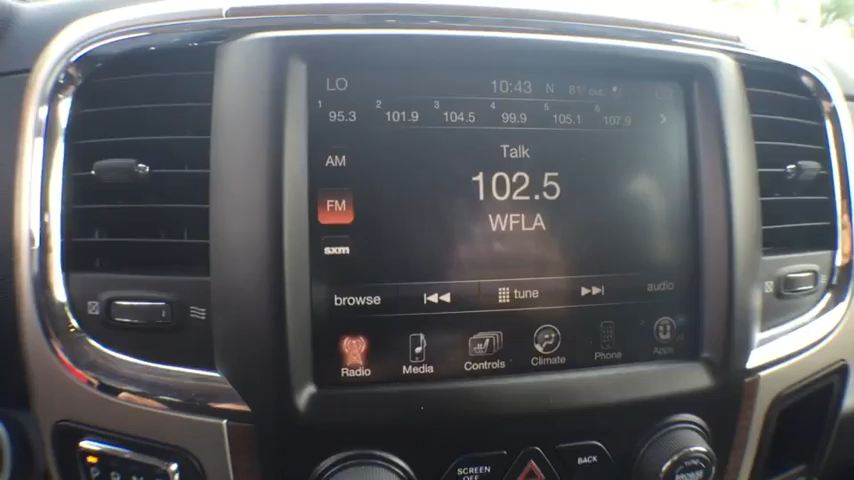 LO 10:43 N 81° out
1 95.3 2 101.9 3 104.5 4 99.9 5 105.1 6 107.9
AM
Talk
FM
102.5
WFLA
sxm
browse tune audio
Radio Media Controls Climate Phone Apps
SCREEN OFF
BACK
TUNE
BROWSE